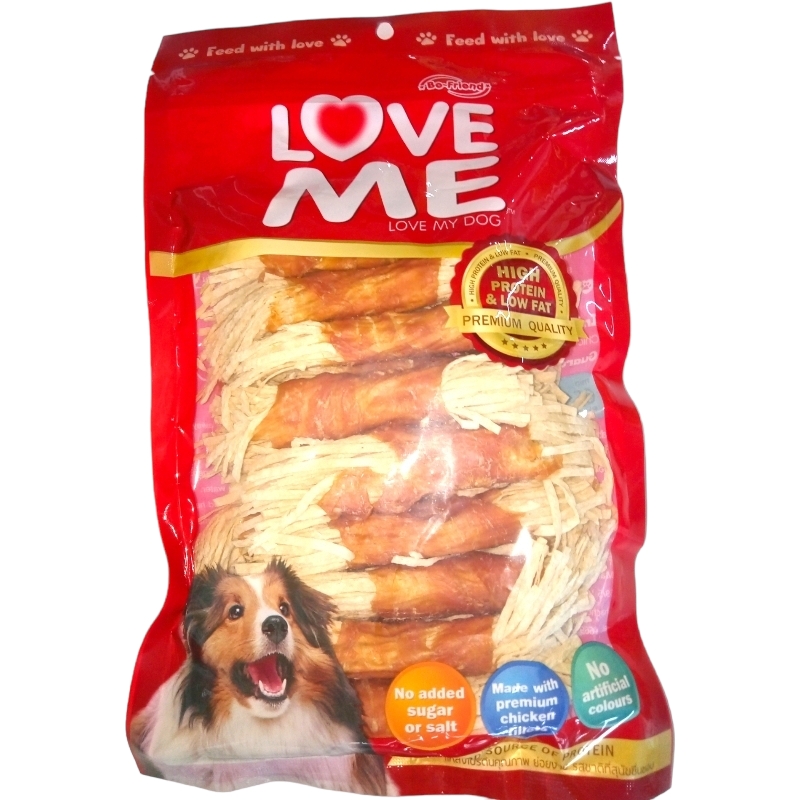 Feed with love Feed with love
Be-Friend
LOVE
ME
LOVE MY DOG
HIGH PROTEIN & LOW FAT • PREMIUM QUALITY •
HIGH
PROTEIN
& LOW FAT
PREMIUM QUALITY
No added
sugar
or salt
Made with
premium
chicken
fillets
No
artificial
colours
SOURCE OF PROTEIN